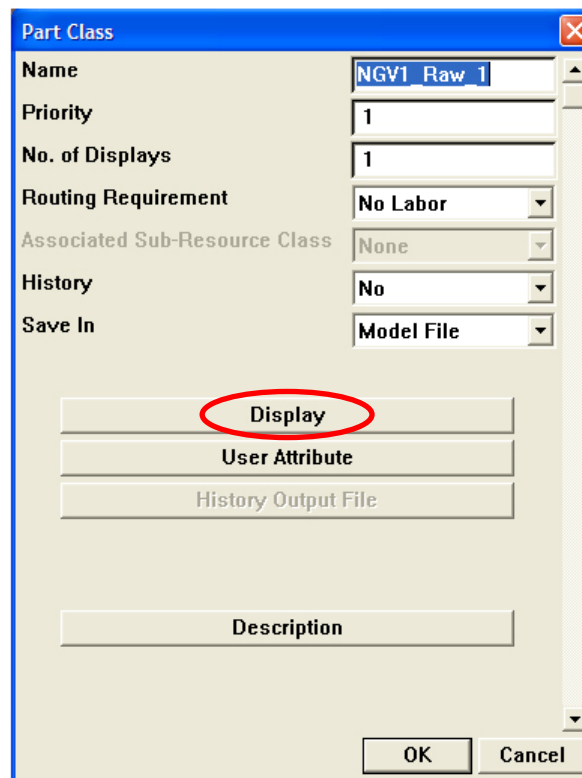 Part Class
Name NGV1_Raw_1
Priority 1
No. of Displays 1
Routing Requirement No Labor
Associated Sub-Resource Class None
History No
Save In Model File
Display
User Attribute
History Output File
Description
OK Cancel